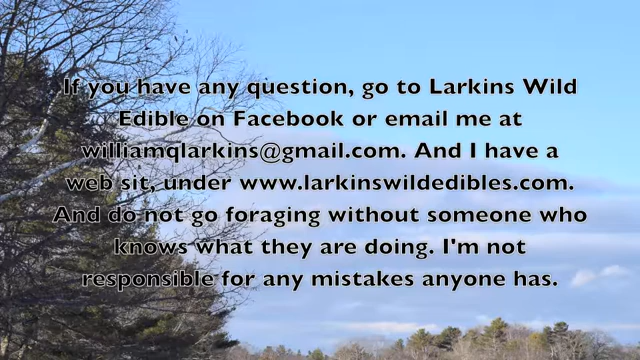 If you have any question, go to Larkins Wild
Edible on Facebook or email me at
williamqlarkins@gmail.com. And I have a
web sit, under www.larkinswildedibles.com.
And do not go foraging without someone who
knows what they are doing. I'm not
responsible for any mistakes anyone has.